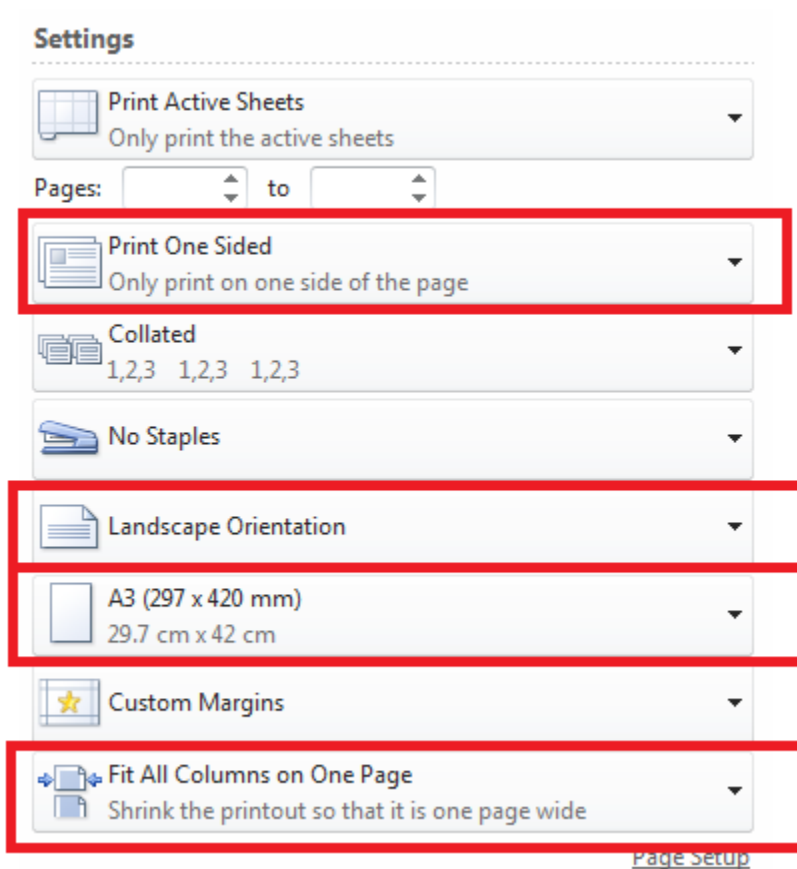 Settings
Print Active Sheets
Only print the active sheets
Pages: to
Print One Sided
Only print on one side of the page
Collated
1,2,3 1,2,3 1,2,3
No Staples
Landscape Orientation
A3 (297 x 420 mm)
29.7 cm x 42 cm
Custom Margins
Fit All Columns on One Page
Shrink the printout so that it is one page wide
Page Setup